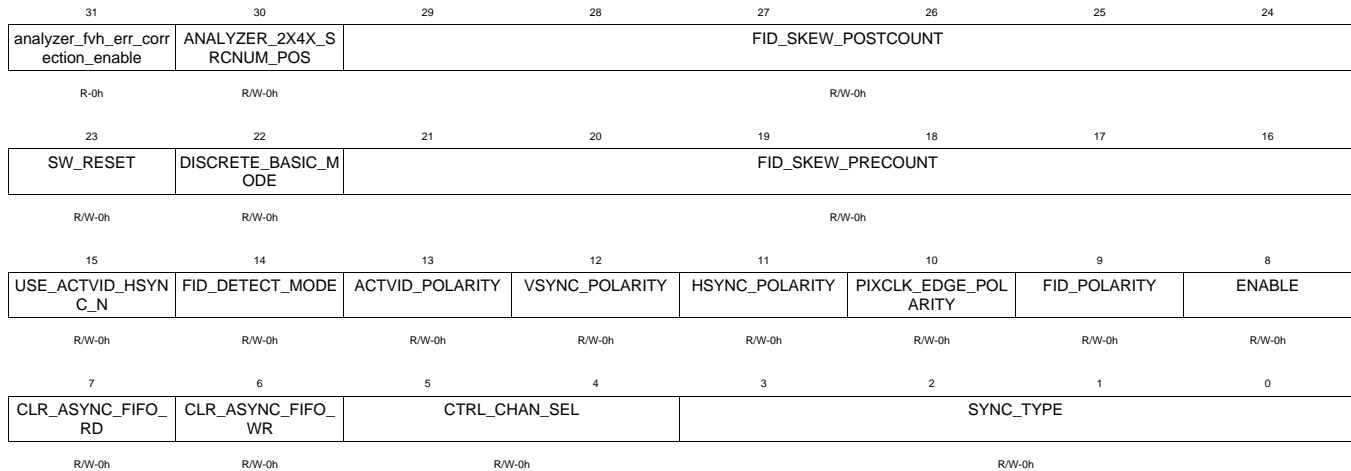 31 30 29 28 27 26 25 24
analyzer_fvh_err_corr ANALYZER_2X4X_S FID_SKEW_POSTCOUNT
ection_enable RCNUM_POS
R-0h R/W-0h R/W-0h
23 22 21 20 19 18 17 16
SW_RESET DISCRETE_BASIC_M FID_SKEW_PRECOUNT
ODE
R/W-0h R/W-0h R/W-0h
15 14 13 12 11 10 9 8
USE_ACTVID_HSYN FID_DETECT_MODE ACTVID_POLARITY VSYNC_POLARITY HSYNC_POLARITY PIXCLK_EDGE_POL FID_POLARITY ENABLE
C_N ARITY
R/W-0h R/W-0h R/W-0h R/W-0h R/W-0h R/W-0h R/W-0h R/W-0h
7 6 5 4 3 2 1 0
CLR_ASYNC_FIFO_ CLR_ASYNC_FIFO_ CTRL_CHAN_SEL SYNC_TYPE
RD WR
R/W-0h R/W-0h R/W-0h R/W-0h